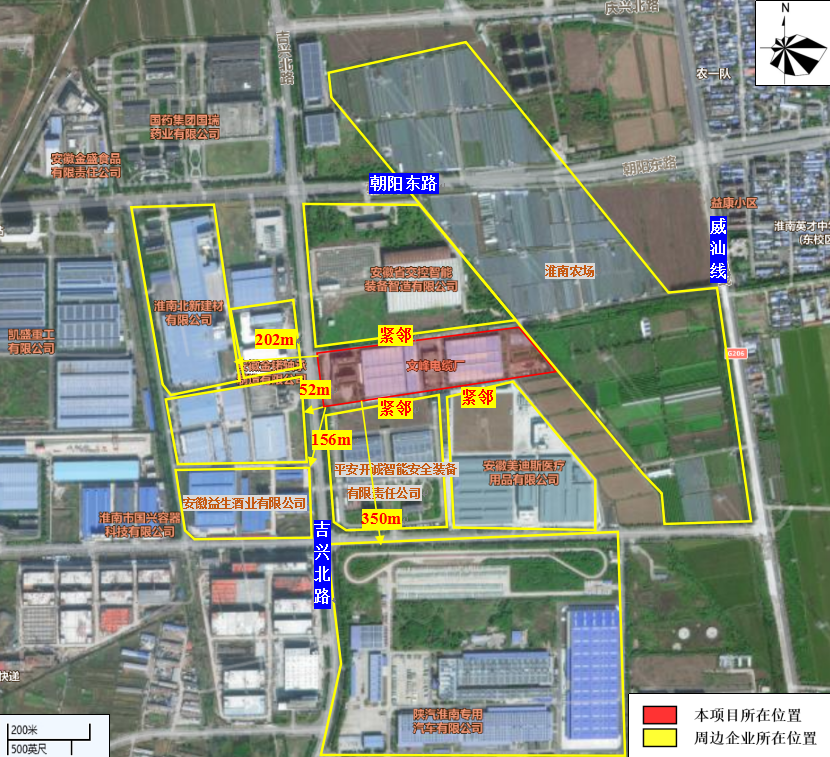 庆兴北路
N
吉兴北路
农一队
国药集团国瑞
药业有限公司
安徽金盛食品
有限责任公司
朝阳东路
朝阳东路
益康小区
威汕线
淮南英才中学
(东校区
安徽省交控智能
装备智造有限公司
淮南农场
淮南北新建材
有限公司
凯盛重工
有限公司
紧邻
202m
文峰电缆厂
G206
52m
紧邻
紧邻
156m
平安开诚智能安全装备
有限责任公司
安徽美迪斯医疗
用品有限公司
安徽益生酒业有限公司
淮南市国兴容器
科技有限公司
350m
吉兴北路
快递
陕汽淮南专用
汽车有限公司
200米
500英尺
本项目所在位置
周边企业所在位置